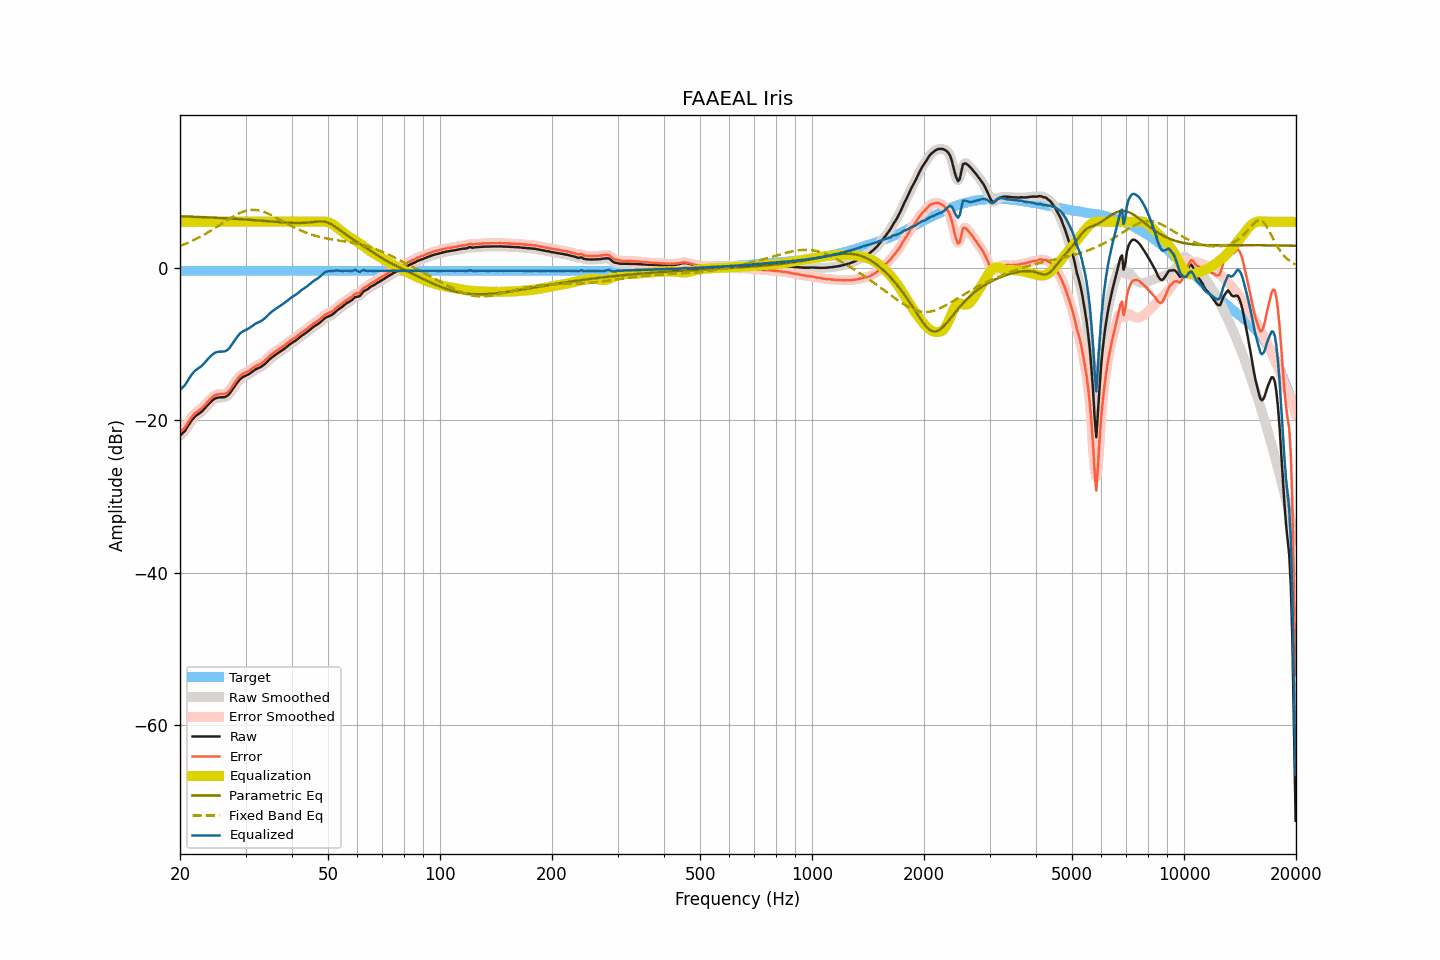 FAAEAL Iris
Amplitude (dBr)
0
−20
−40
−60
Target
Raw Smoothed
Error Smoothed
Raw
Error
Equalization
Parametric Eq
Fixed Band Eq
Equalized
20 50 100 200 500 1000 2000 5000 10000 20000
Frequency (Hz)